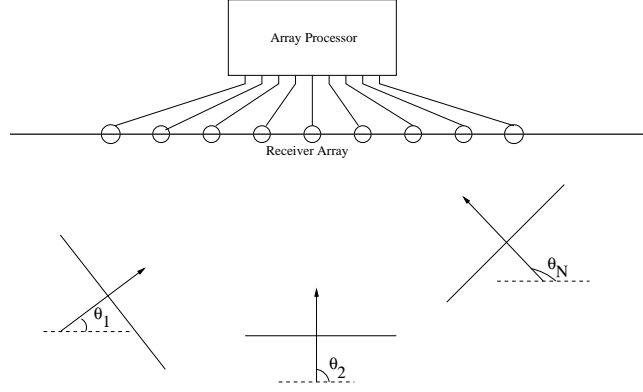 Array Processor
Receiver Array
θ1
θ2
θN